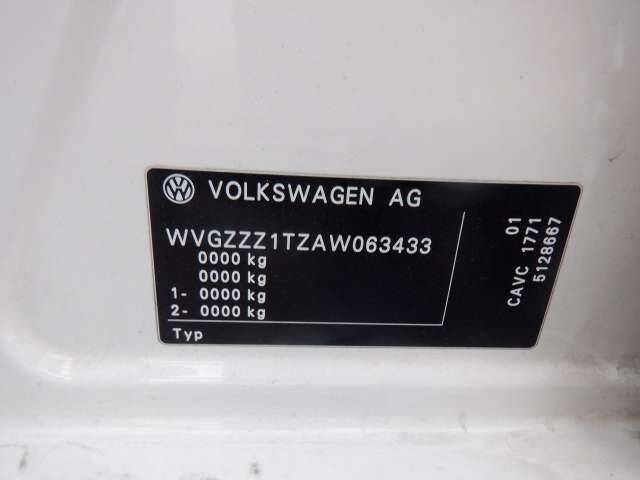 VOLKSWAGEN AG
WVGZZZ1TZAW063433
0000 kg
0000 kg
1- 0000 kg
2- 0000 kg
Typ
01
CAVC 1771
5128667